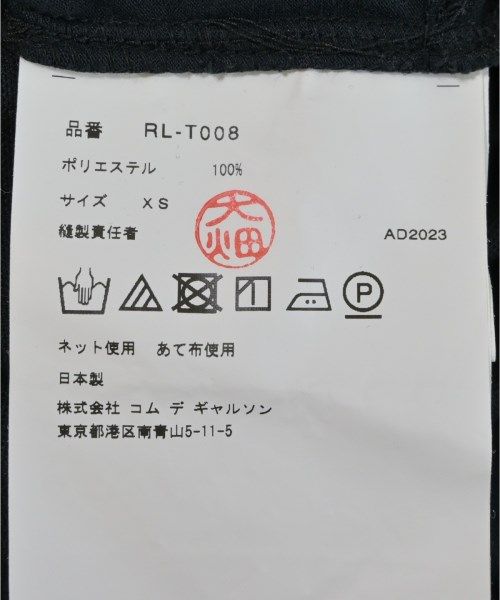 品番 RL-T008
ポリエステル 100%
サイズ XS
大畑
縫製責任者 AD2023
P
ネット使用 あて布使用
日本製
株式会社 コム デ ギャルソン
東京都港区南青山5-11-5